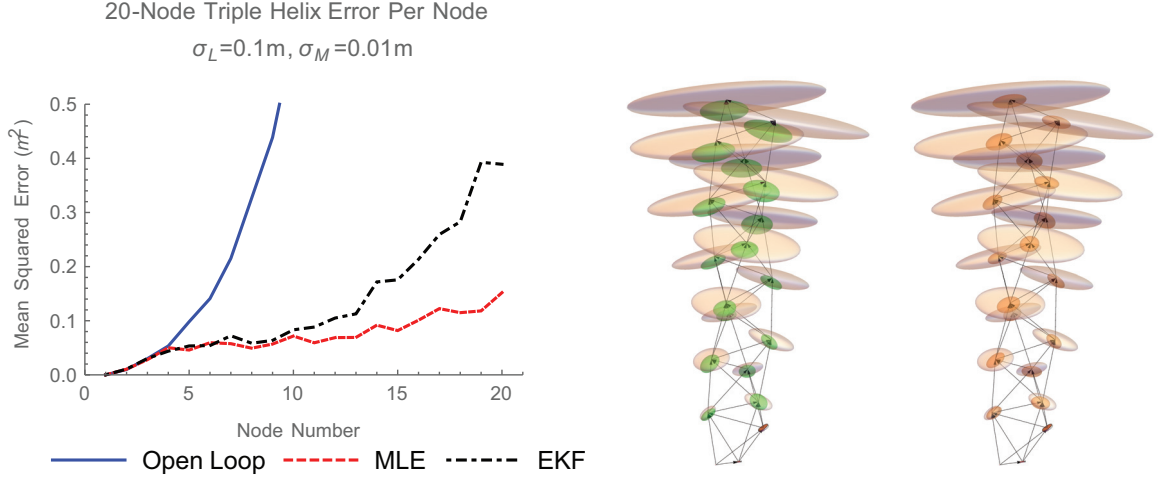 20-Node Triple Helix Error Per Node
σ_L=0.1m, σ_M=0.01m
Mean Squared Error (m²)
0.5
0.4
0.3
0.2
0.1
0.0
0 5 10 15 20
Node Number
Open Loop MLE EKF